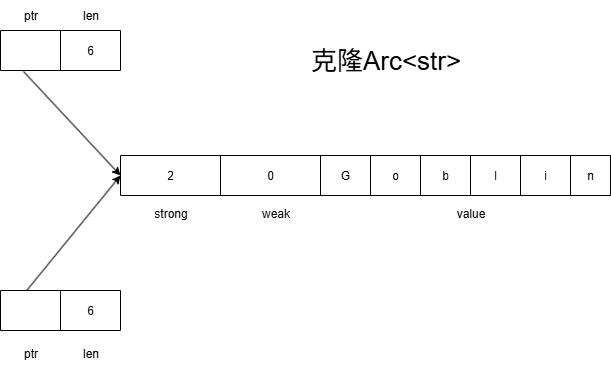 ptr len
6
克隆Arc<str>
2 0 G o b l i n
strong weak value
6
ptr len